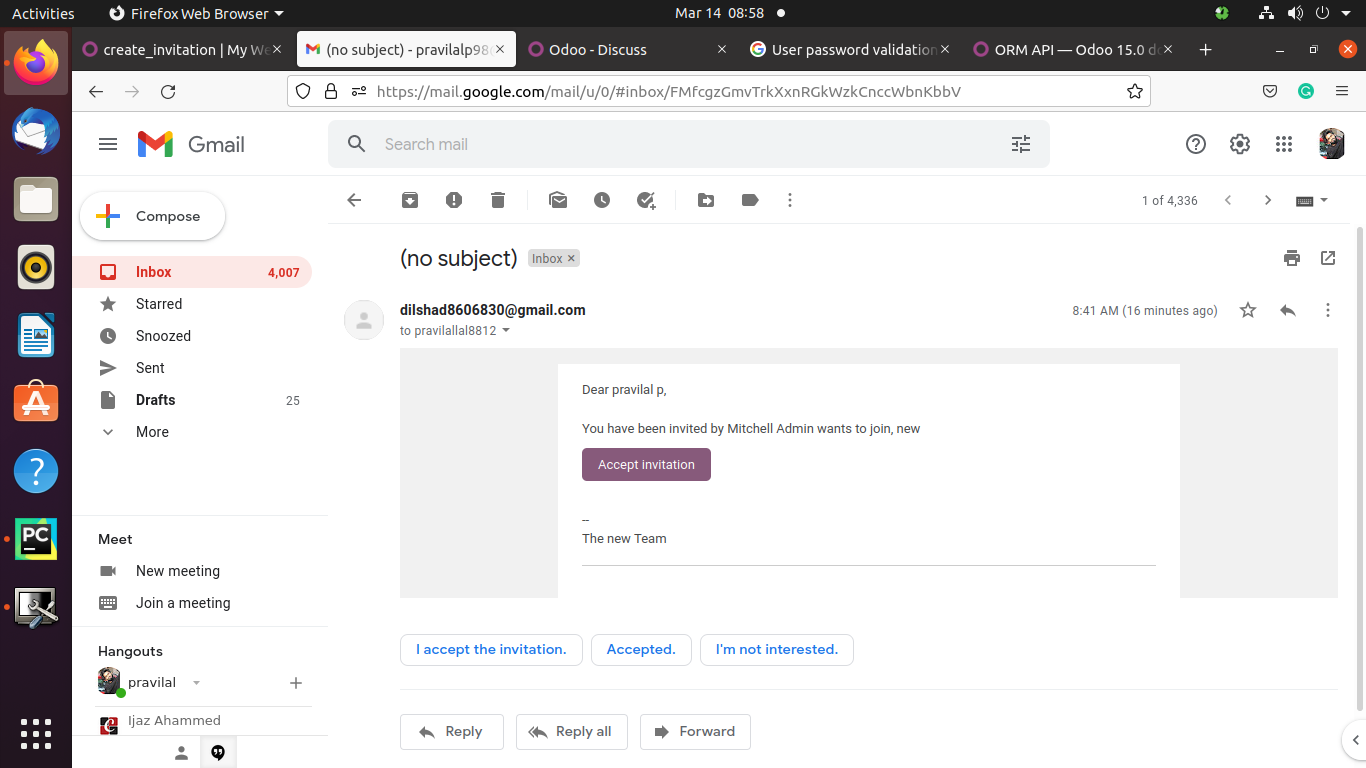 Activities
Firefox Web Browser
Mar 14 08:58
create_invitation | My We
(no subject) - pravilalp98
Odoo - Discuss
User password validation
ORM API — Odoo 15.0 do
https://mail.google.com/mail/u/0/#inbox/FMfcgzGmvTrkXxnRGkWzkCnccWbnKbbV
Gmail
Search mail
Compose
1 of 4,336
(no subject)
Inbox ×
Inbox 4,007
Starred
Snoozed
Sent
Drafts 25
More
dilshad8606830@gmail.com
8:41 AM (16 minutes ago)
to pravilallal8812
Dear pravilal p,
You have been invited by Mitchell Admin wants to join, new
Accept invitation
--
The new Team
Meet
New meeting
Join a meeting
Hangouts
pravilal
Ijaz Ahammed
I accept the invitation.
Accepted.
I'm not interested.
Reply
Reply all
Forward
PC